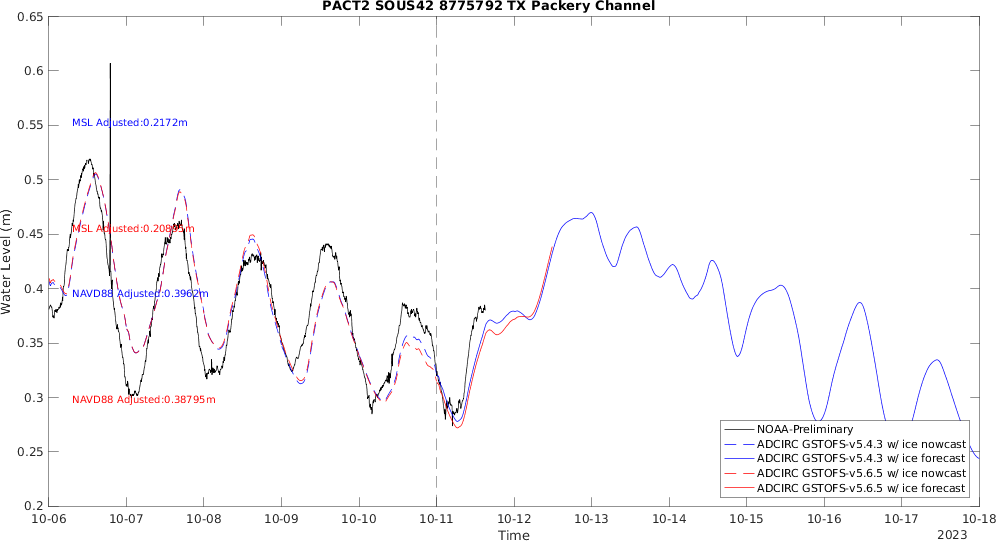 PACT2 SOUS42 8775792 TX Packery Channel
Water Level (m)
0.65
0.6
0.55
0.5
0.45
0.4
0.35
0.3
0.25
0.2
MSL Adjusted:0.2172m
NAVD88 Adjusted:0.3962m
NAVD88 Adjusted:0.38795m
NOAA-Preliminary
ADCIRC GSTOFS-v5.4.3 w/ ice nowcast
ADCIRC GSTOFS-v5.4.3 w/ ice forecast
ADCIRC GSTOFS-v5.6.5 w/ ice nowcast
ADCIRC GSTOFS-v5.6.5 w/ ice forecast
10-06 10-07 10-08 10-09 10-10 10-11 10-12 10-13 10-14 10-15 10-16 10-17 10-18
Time
2023